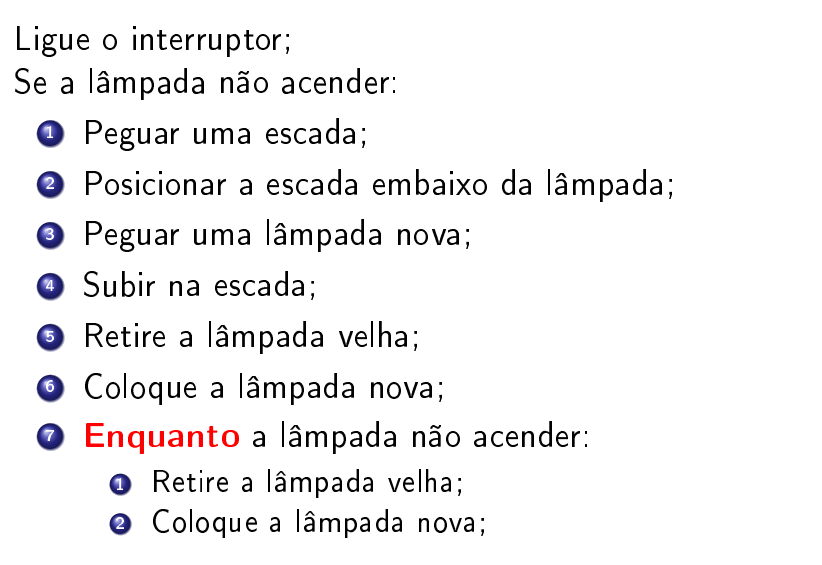 Ligue o interruptor;
Se a lâmpada não acender:
1 Peguar uma escada;
2 Posicionar a escada embaixo da lâmpada;
3 Peguar uma lâmpada nova;
4 Subir na escada;
5 Retire a lâmpada velha;
6 Coloque a lâmpada nova;
7 Enquanto a lâmpada não acender:
1 Retire a lâmpada velha;
2 Coloque a lâmpada nova;